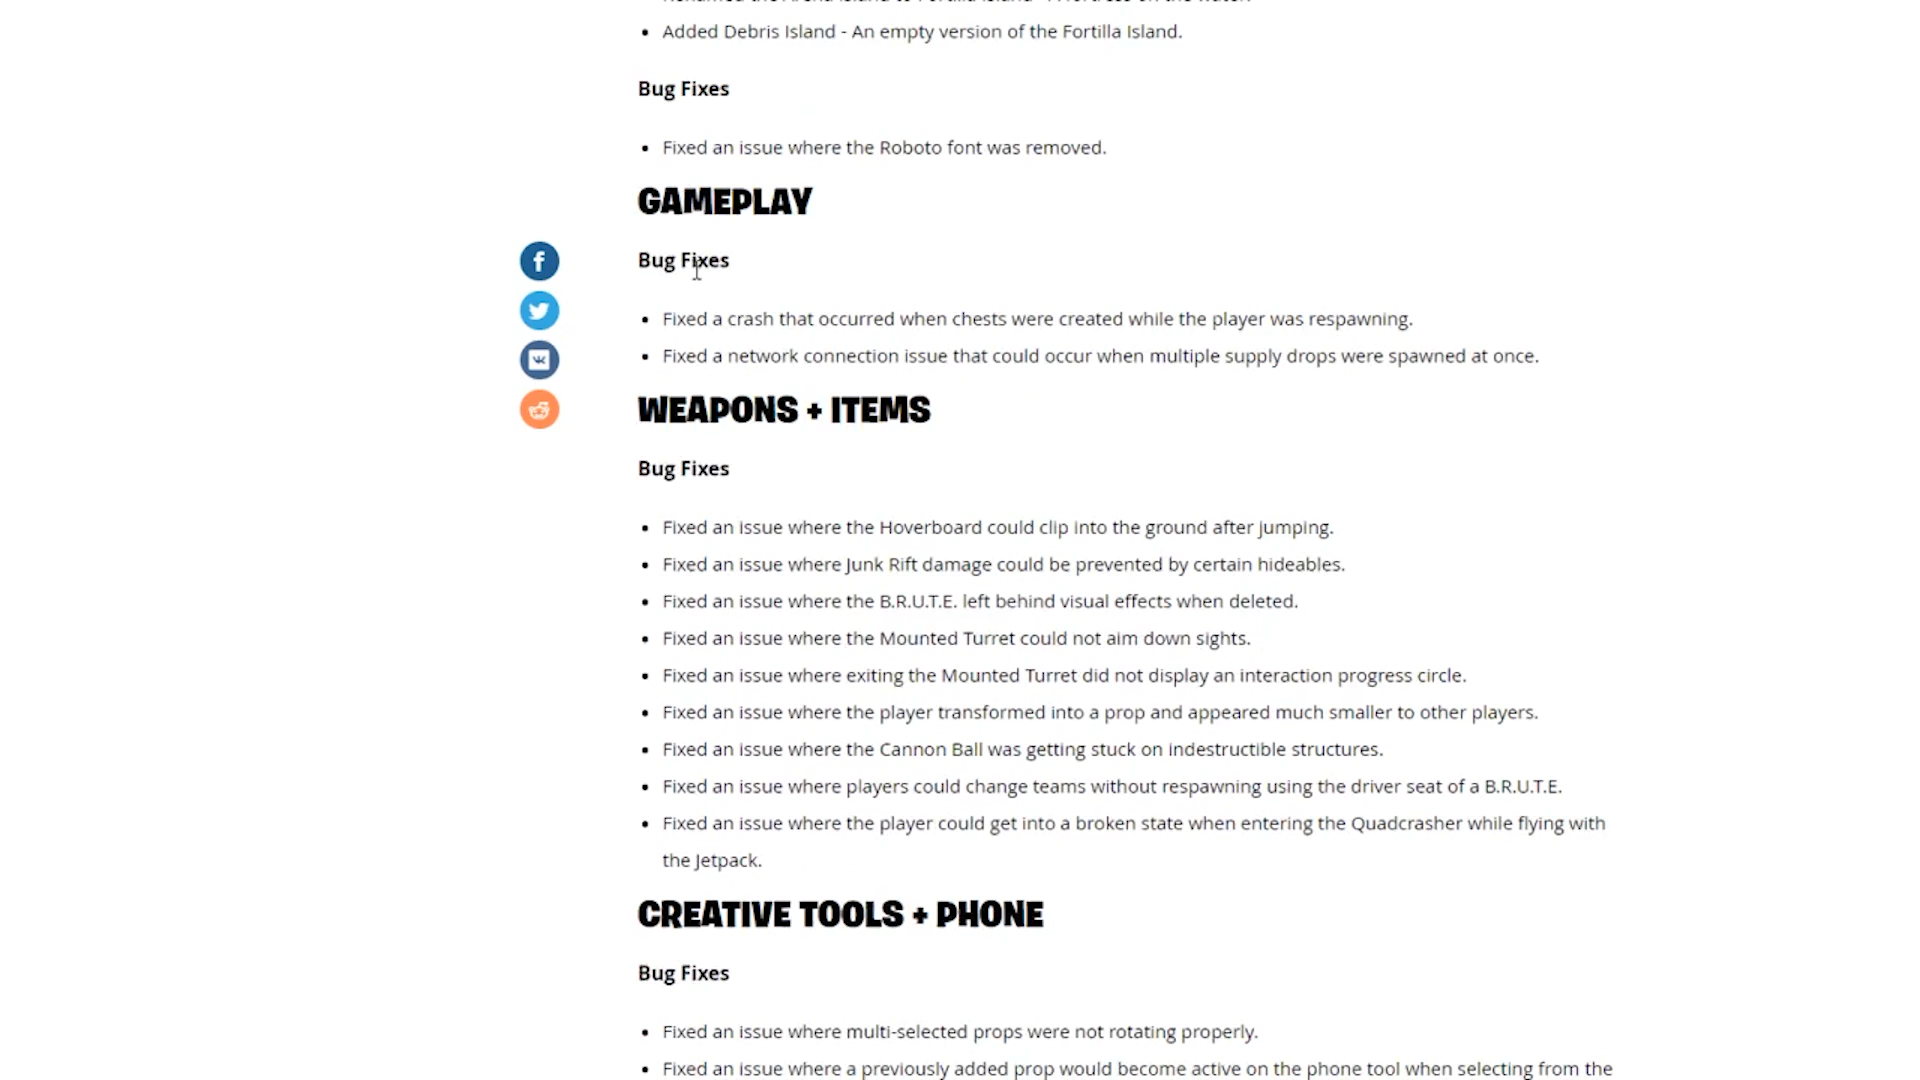 Added Debris Island - An empty version of the Fortilla Island.
Bug Fixes
Fixed an issue where the Roboto font was removed.
GAMEPLAY
Bug Fixes
Fixed a crash that occurred when chests were created while the player was respawning.
Fixed a network connection issue that could occur when multiple supply drops were spawned at once.
WEAPONS + ITEMS
Bug Fixes
Fixed an issue where the Hoverboard could clip into the ground after jumping.
Fixed an issue where Junk Rift damage could be prevented by certain hideables.
Fixed an issue where the B.R.U.T.E. left behind visual effects when deleted.
Fixed an issue where the Mounted Turret could not aim down sights.
Fixed an issue where exiting the Mounted Turret did not display an interaction progress circle.
Fixed an issue where the player transformed into a prop and appeared much smaller to other players.
Fixed an issue where the Cannon Ball was getting stuck on indestructible structures.
Fixed an issue where players could change teams without respawning using the driver seat of a B.R.U.T.E.
Fixed an issue where the player could get into a broken state when entering the Quadcrasher while flying with
the Jetpack.
CREATIVE TOOLS + PHONE
Bug Fixes
Fixed an issue where multi-selected props were not rotating properly.
Fixed an issue where a previously added prop would become active on the phone tool when selecting from the